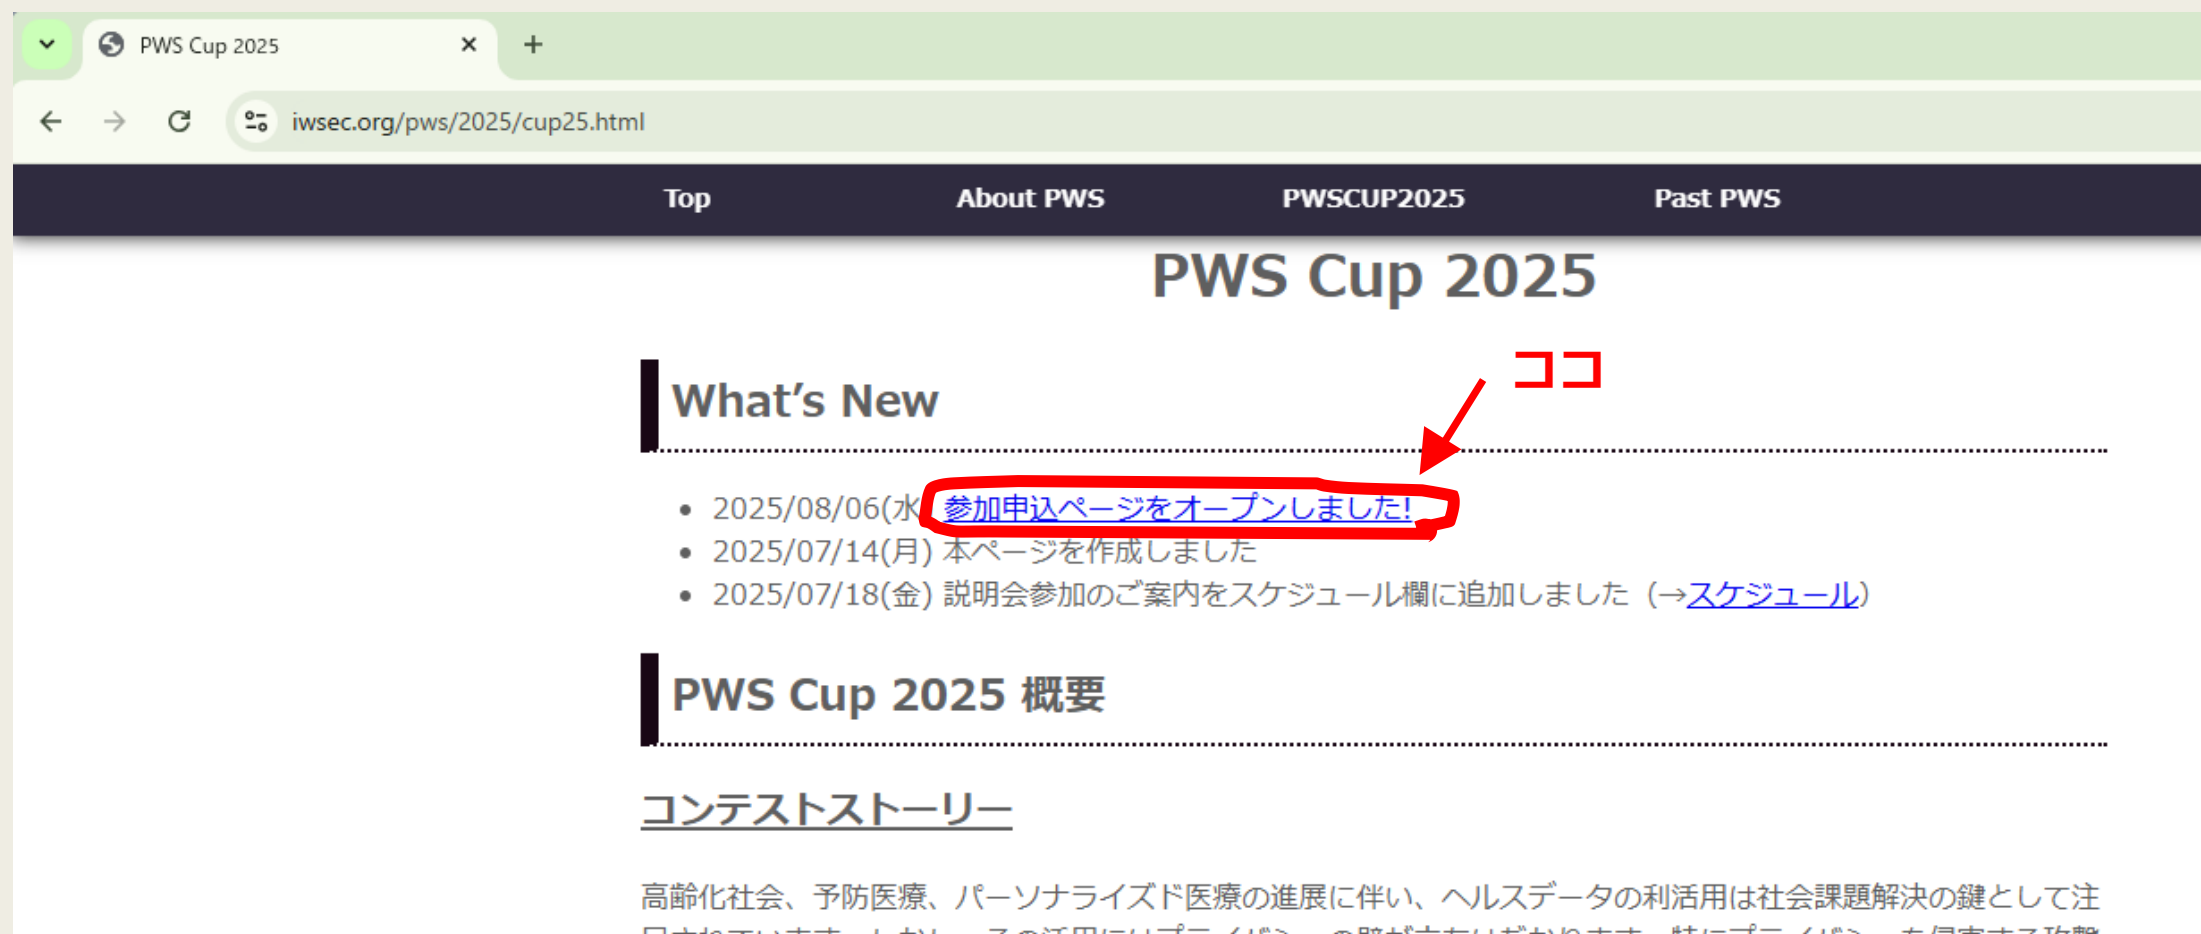 PWS Cup 2025
iwsec.org/pws/2025/cup25.html
Top About PWS PWSCUP2025 Past PWS
PWS Cup 2025
ココ
What's New
2025/08/06(水 参加申込ページをオープンしました!
2025/07/14(月) 本ページを作成しました
2025/07/18(金) 説明会参加のご案内をスケジュール欄に追加しました（→スケジュール）
PWS Cup 2025 概要
コンテストストーリー
高齢化社会、予防医療、パーソナライズド医療の進展に伴い、ヘルスデータの利活用は社会課題解決の鍵として注